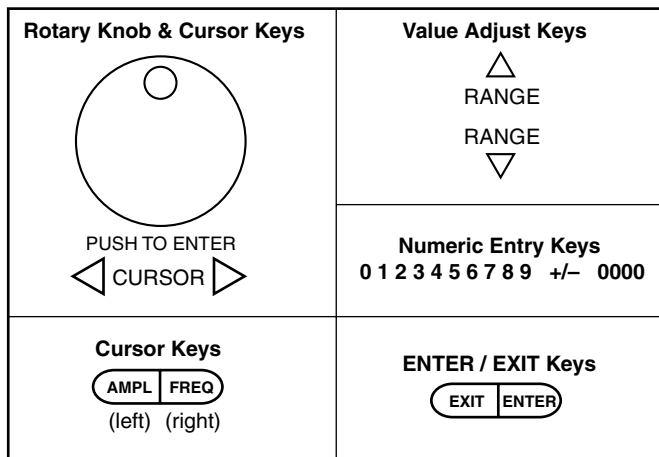 Rotary Knob & Cursor Keys
PUSH TO ENTER
CURSOR
Value Adjust Keys
RANGE
RANGE
Numeric Entry Keys
0 1 2 3 4 5 6 7 8 9 +/– 0000
Cursor Keys
AMPL FREQ
(left) (right)
ENTER / EXIT Keys
EXIT ENTER